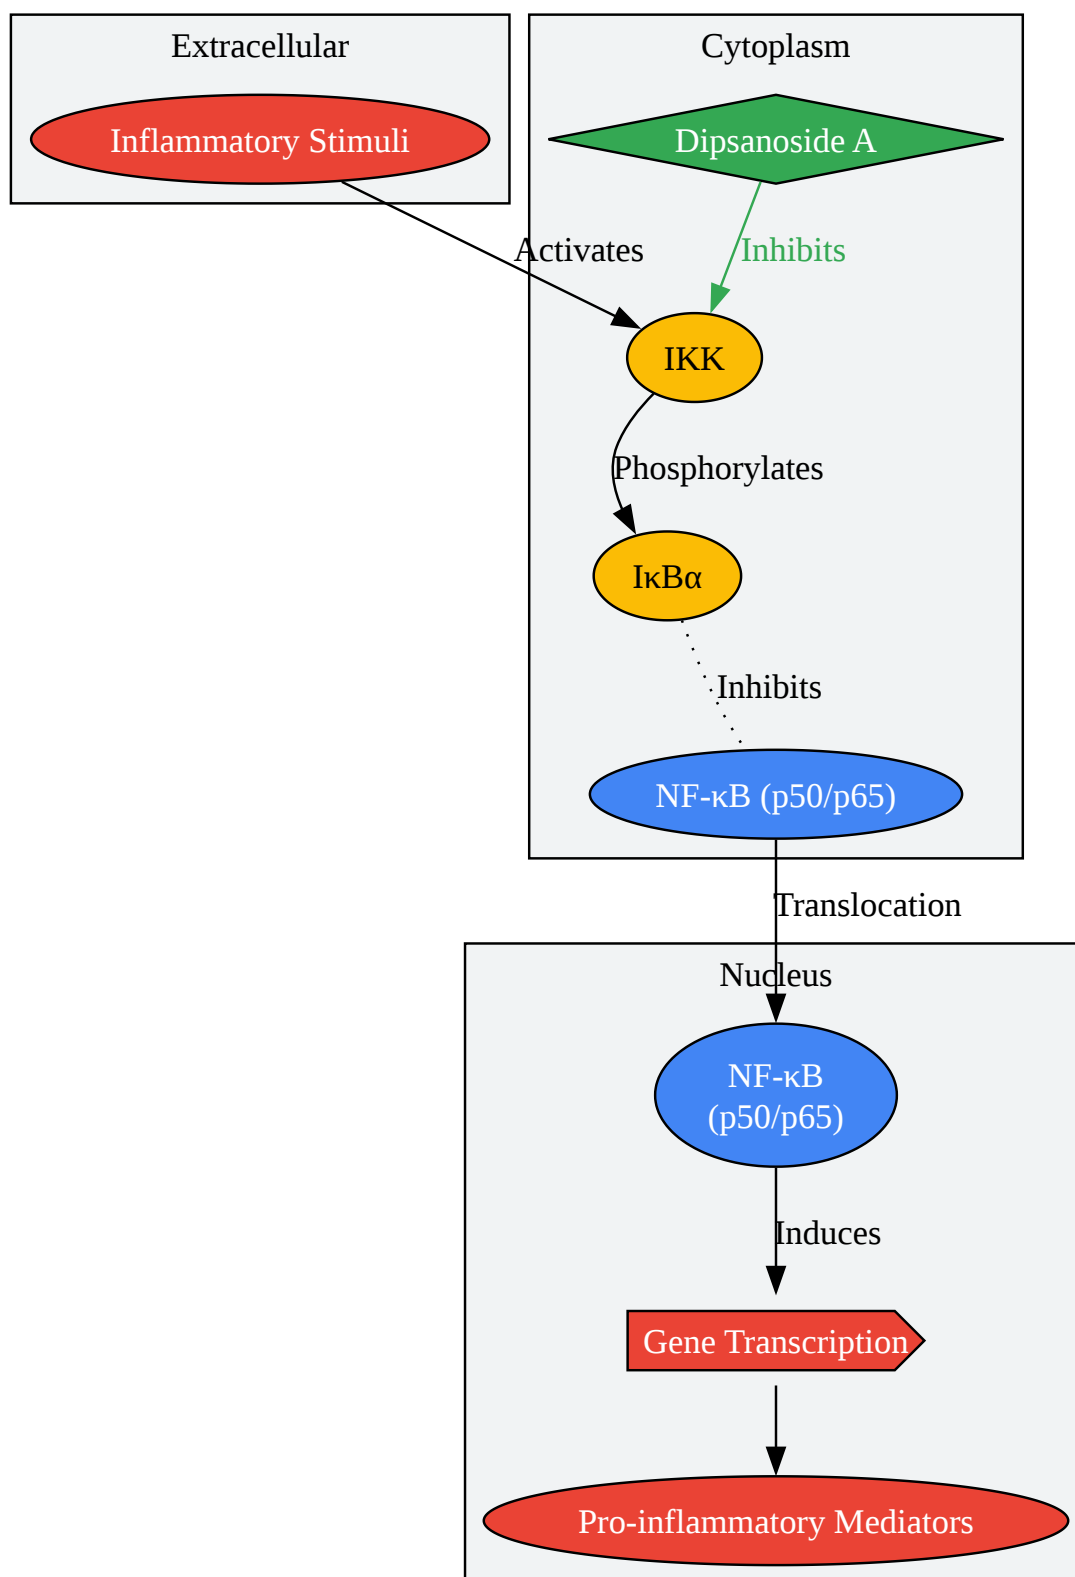 Extracellular
Cytoplasm
Inflammatory Stimuli
Dipsanoside A
Activates
Inhibits
IKK
Phosphorylates
IκBα
Inhibits
NF-κB (p50/p65)
Translocation
Nucleus
NF-κB
(p50/p65)
Induces
Gene Transcription
Pro-inflammatory Mediators